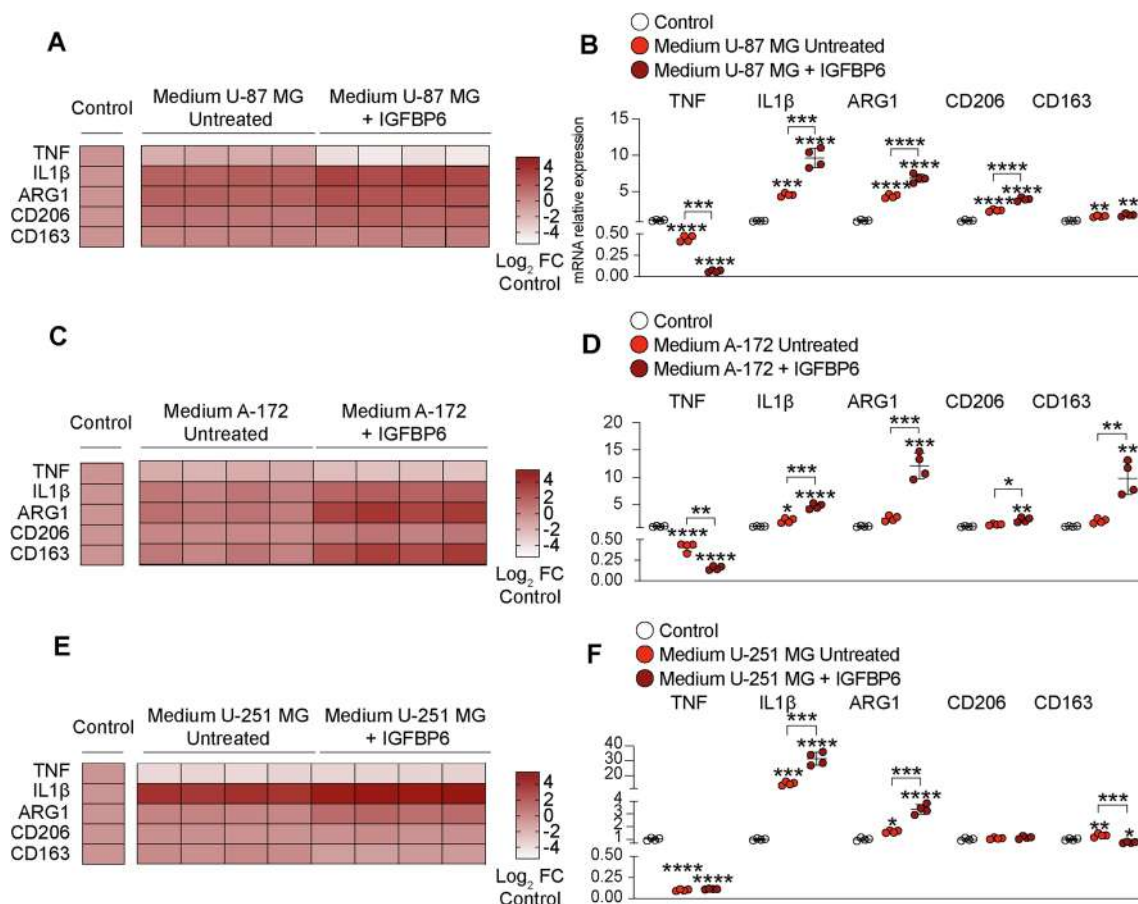 A
Control
Medium U-87 MG
Untreated
Medium U-87 MG
+ IGFBP6
TNF
IL1β
ARG1
CD206
CD163
4
2
0
-2
-4
Log2 FC
Control
B
Control
Medium U-87 MG Untreated
Medium U-87 MG + IGFBP6
TNF IL1β ARG1 CD206 CD163
mRNA relative expression
15
10
5
0.50
0.25
0.00
*** **** ****
*** *** ****
**** **** ****
**** **** ****
** **
C
Control
Medium A-172
Untreated
Medium A-172
+ IGFBP6
TNF
IL1β
ARG1
CD206
CD163
4
2
0
-2
-4
Log2 FC
Control
D
Control
Medium A-172 Untreated
Medium A-172 + IGFBP6
TNF IL1β ARG1 CD206 CD163
20
15
10
5
0.50
0.25
0.00
** **** ****
*** * ****
*** ***
* **
** **
E
Control
Medium U-251 MG
Untreated
Medium U-251 MG
+ IGFBP6
TNF
IL1β
ARG1
CD206
CD163
4
2
0
-2
-4
Log2 FC
Control
F
Control
Medium U-251 MG Untreated
Medium U-251 MG + IGFBP6
TNF IL1β ARG1 CD206 CD163
40
30
20
4
3
2
1
0.50
0.25
0.00
**** ****
*** *** ****
*** * ****
*** ** *